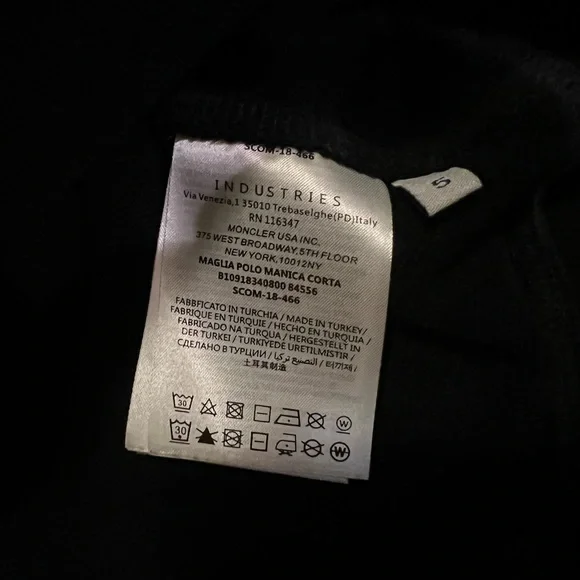 SCOM-18-466
INDUSTRIES
Via Venezia,1 35010 Trebaselghe(PD)Italy
RN 116347
MONCLER USA INC.
375 WEST BROADWAY,5TH FLOOR
NEW YORK,10012NY
MAGLIA POLO MANICA CORTA
B10918340800 84556
SCOM-18-466
FABBFICATO IN TURCHIA / MADE IN TURKEY/
FABRIQUE EN TURQUIE / HECHO EN TURQUIA /
FABRICADO NA TURQUA / HERGESTELLT IN
DER TURKEI / TURKIYEDE URETILMISTIR /
СДЕЛАНО В ТУРЦИИ / التصنيع تركيا /
土耳其制造
30 W
30 W
5